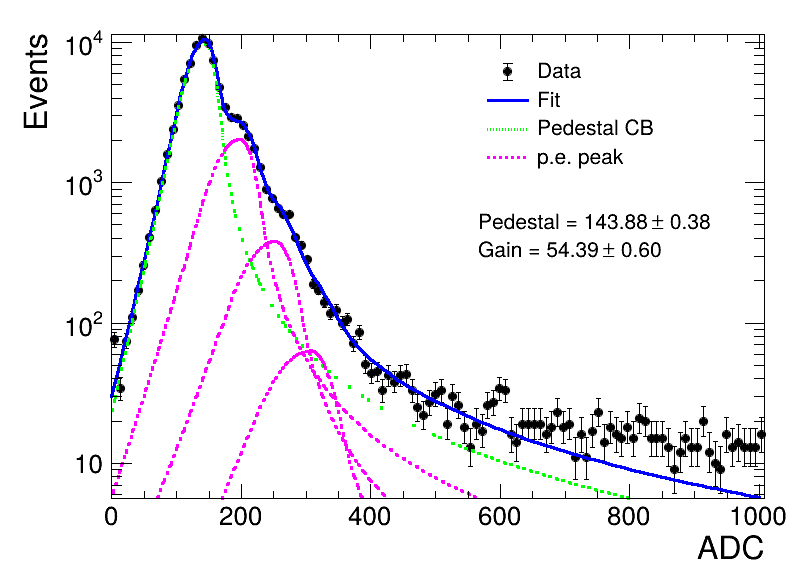 Events
10⁴
10³
10²
10
Data
Fit
Pedestal CB
p.e. peak
Pedestal = 143.88 ± 0.38
Gain = 54.39 ± 0.60
0 200 400 600 800 1000
ADC